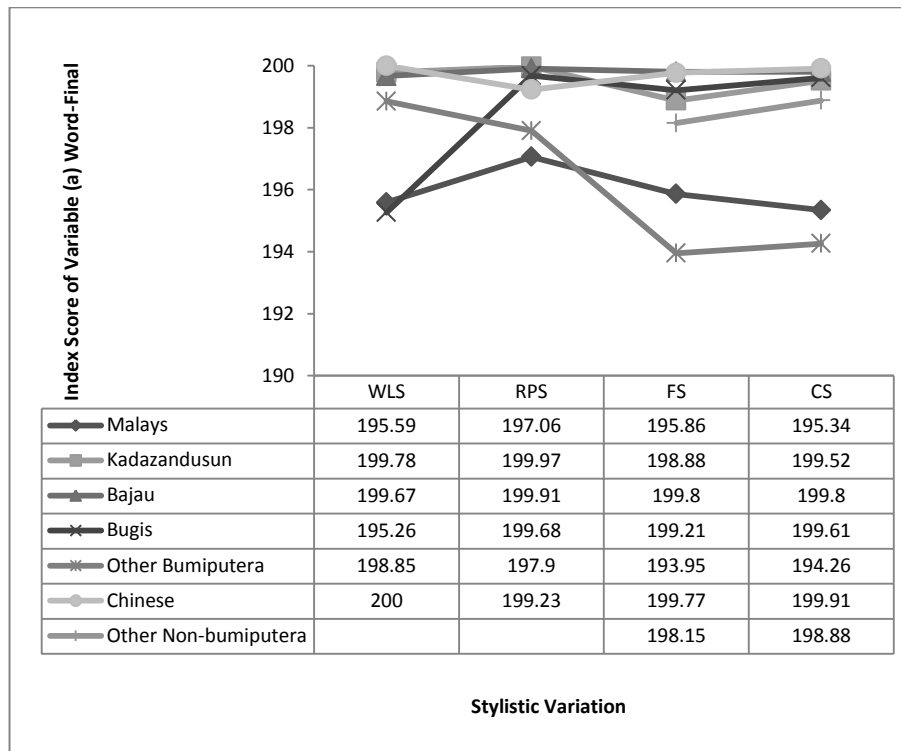 Index Score of Variable (a) Word-Final
200
198
196
194
192
190
WLS RPS FS CS
Malays 195.59 197.06 195.86 195.34
Kadazandusun 199.78 199.97 198.88 199.52
Bajau 199.67 199.91 199.8 199.8
Bugis 195.26 199.68 199.21 199.61
Other Bumiputera 198.85 197.9 193.95 194.26
Chinese 200 199.23 199.77 199.91
Other Non-bumiputera 198.15 198.88
Stylistic Variation